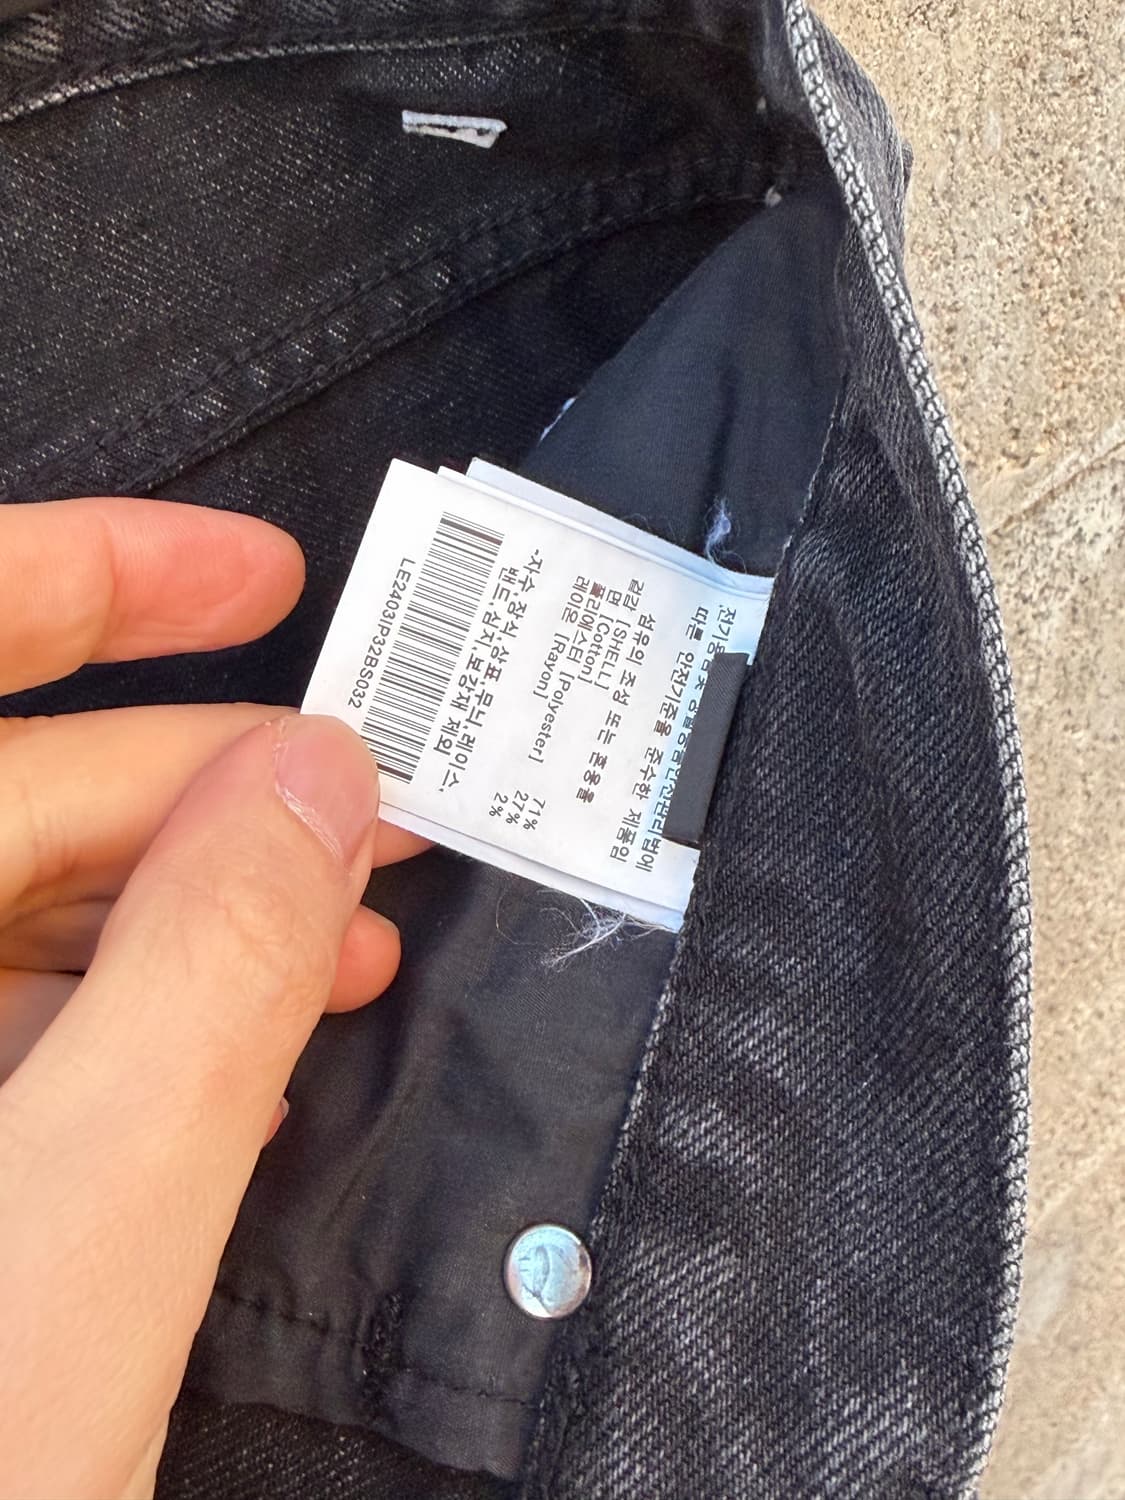 전기용품 및 생활용품안전관리법에
따른 안전기준을 준수한 제품임
섬유의 조성 또는 혼용율
겉감 [SHELL]
면 [Cotton] 71%
폴리에스터 [Polyester] 27%
레이온 [Rayon] 2%
-자수,장식,상표,무늬,레이스,
밴드,심지,보강재 제외-
LE2403IP32BS032